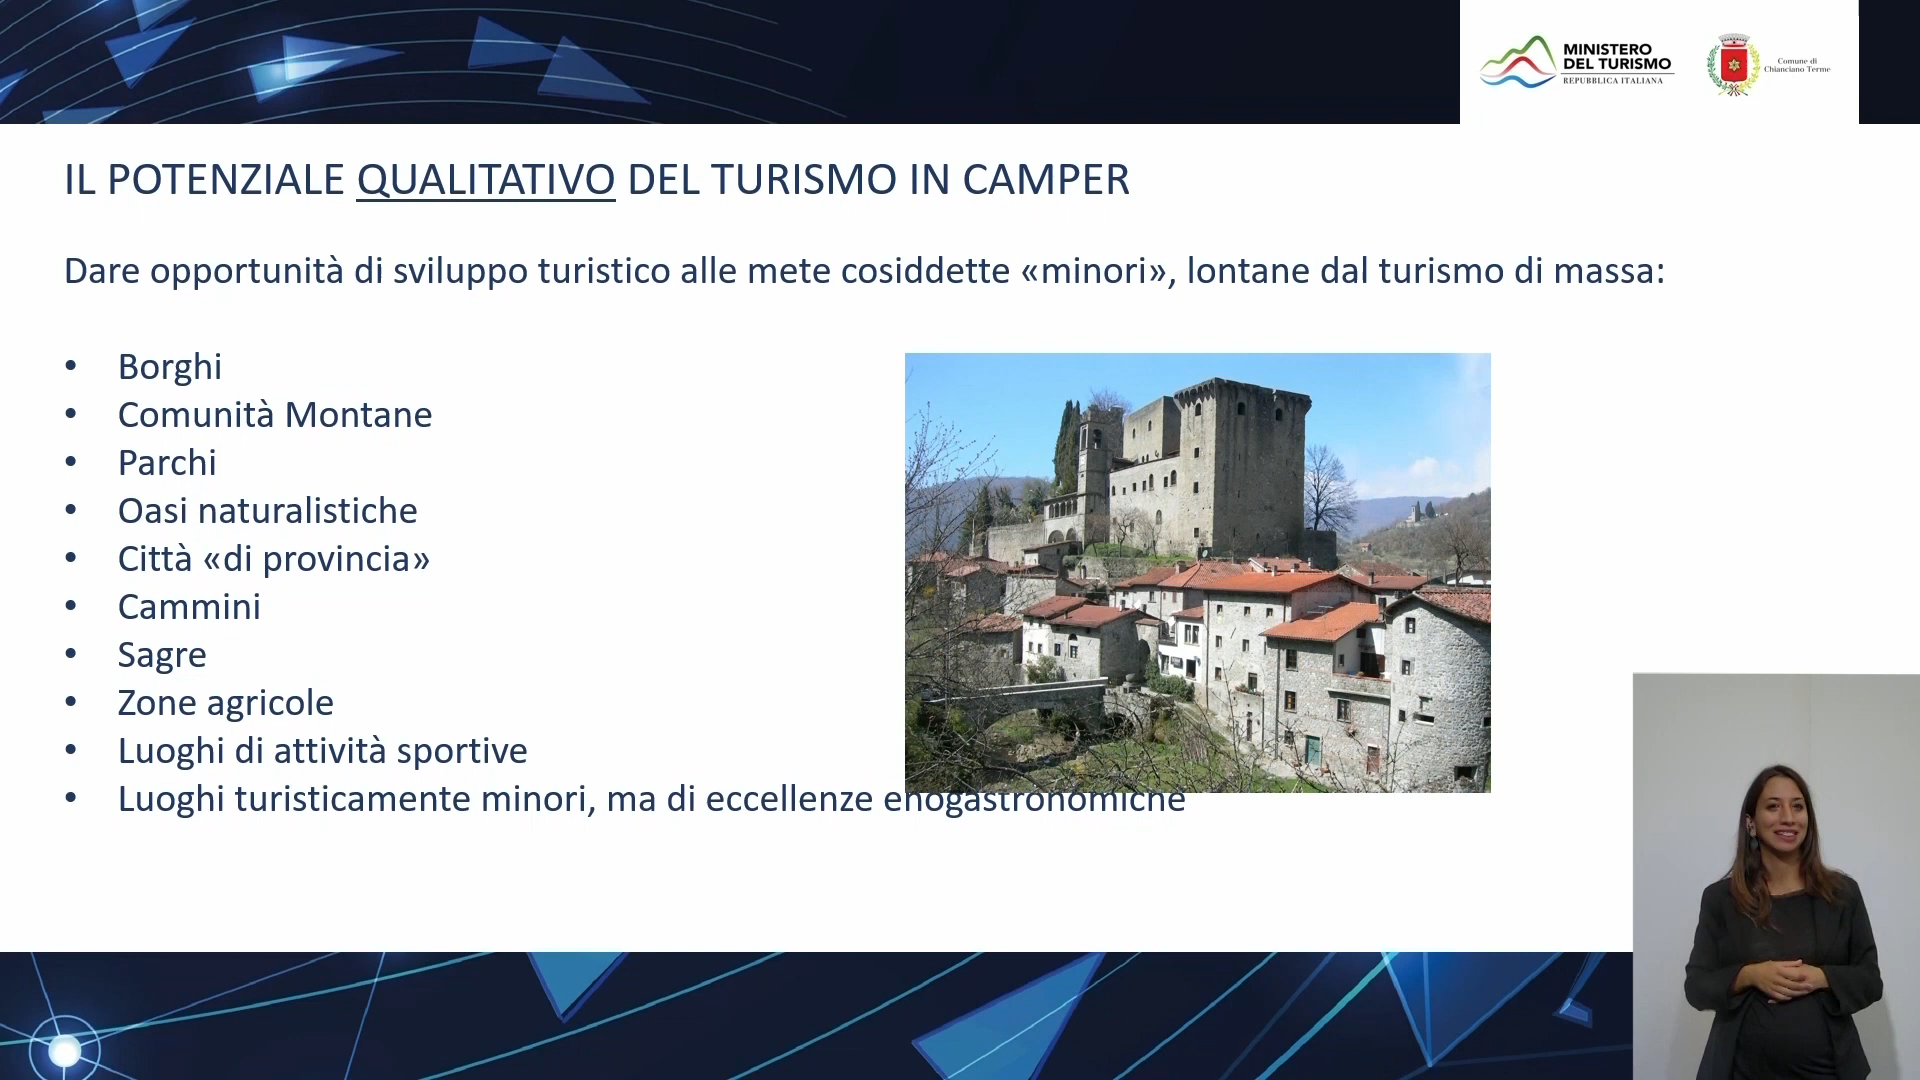 MINISTERO
DEL TURISMO
REPUBBLICA ITALIANA
Comune di
Chianciano Terme
IL POTENZIALE QUALITATIVO DEL TURISMO IN CAMPER
Dare opportunità di sviluppo turistico alle mete cosiddette «minori», lontane dal turismo di massa:
• Borghi
• Comunità Montane
• Parchi
• Oasi naturalistiche
• Città «di provincia»
• Cammini
• Sagre
• Zone agricole
• Luoghi di attività sportive
• Luoghi turisticamente minori, ma di eccellenze enogastronomiche